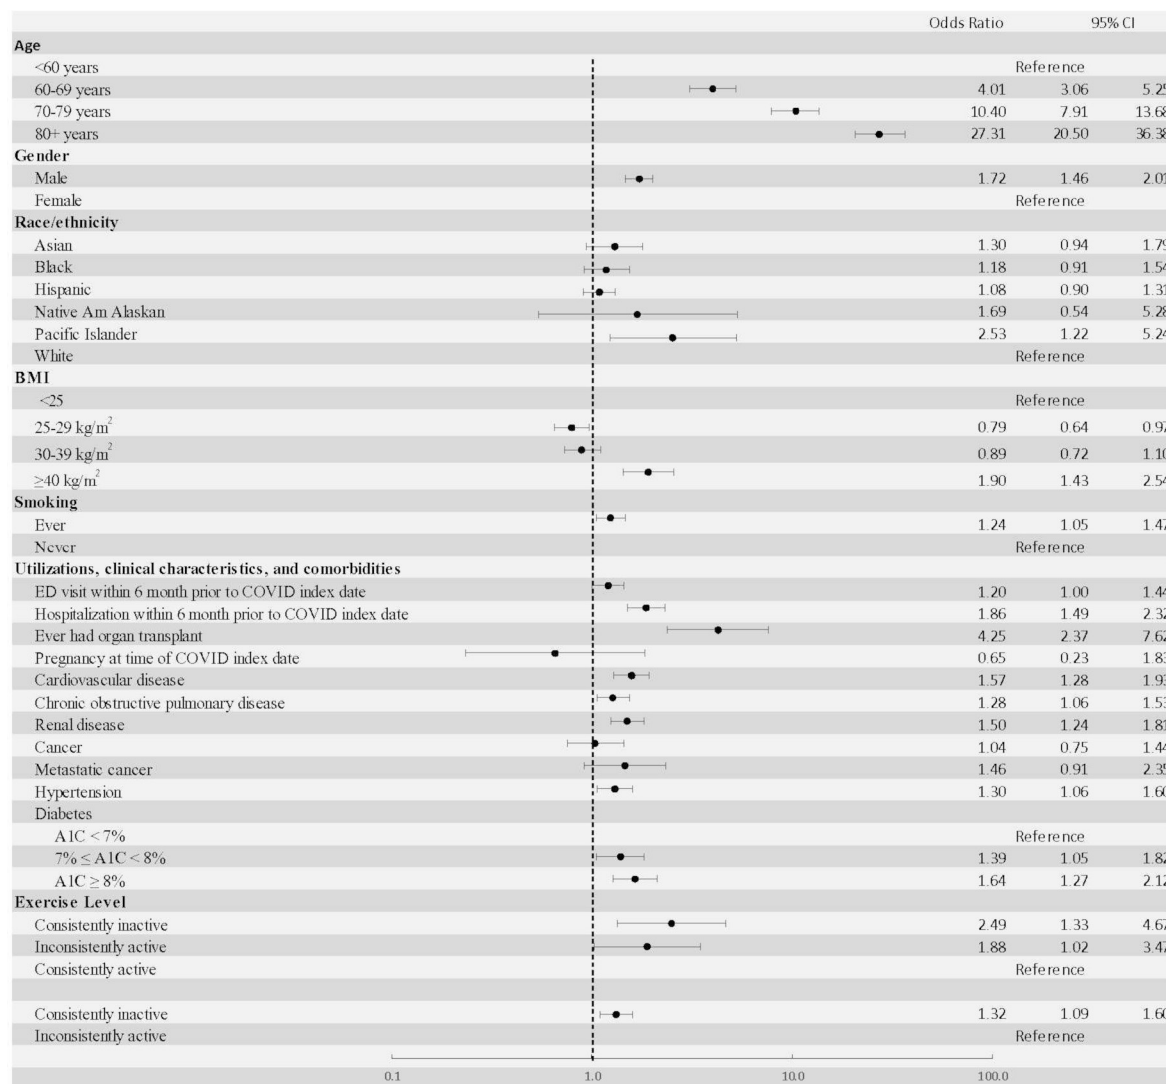 Odds Ratio 95% CI
Age
<60 years Reference
60-69 years 4.01 3.06 5.25
70-79 years 10.40 7.91 13.68
80+ years 27.31 20.50 36.38
Gender
Male 1.72 1.46 2.01
Female Reference
Race/ethnicity
Asian 1.30 0.94 1.79
Black 1.18 0.91 1.54
Hispanic 1.08 0.90 1.31
Native Am Alaskan 1.69 0.54 5.28
Pacific Islander 2.53 1.22 5.24
White Reference
BMI
<25 Reference
25-29 kg/m² 0.79 0.64 0.97
30-39 kg/m² 0.89 0.72 1.10
≥40 kg/m² 1.90 1.43 2.54
Smoking
Ever 1.24 1.05 1.47
Never Reference
Utilizations, clinical characteristics, and comorbidities
ED visit within 6 month prior to COVID index date 1.20 1.00 1.44
Hospitalization within 6 month prior to COVID index date 1.86 1.49 2.32
Ever had organ transplant 4.25 2.37 7.62
Pregnancy at time of COVID index date 0.65 0.23 1.83
Cardiovascular disease 1.57 1.28 1.93
Chronic obstructive pulmonary disease 1.28 1.06 1.53
Renal disease 1.50 1.24 1.81
Cancer 1.04 0.75 1.44
Metastatic cancer 1.46 0.91 2.35
Hypertension 1.30 1.06 1.60
Diabetes
A1C < 7% Reference
7% ≤ A1C < 8% 1.39 1.05 1.82
A1C ≥ 8% 1.64 1.27 2.12
Exercise Level
Consistently inactive 2.49 1.33 4.67
Inconsistently active 1.88 1.02 3.47
Consistently active Reference
Consistently inactive 1.32 1.09 1.60
Inconsistently active Reference
0.1 1.0 10.0 100.0